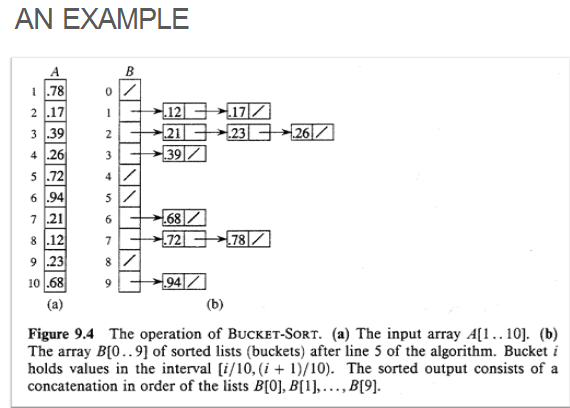 AN EXAMPLE
A B
1 .78 0 /
2 .17 1 .12 .17 /
3 .39 2 .21 .23 .26 /
4 .26 3 .39 /
5 .72 4 /
6 .94 5 /
7 .21 6 .68 /
8 .12 7 .72 .78 /
9 .23 8 /
10 .68 9 .94 /
(a) (b)
Figure 9.4 The operation of BUCKET-SORT. (a) The input array A[1 . . 10]. (b)
The array B[0 . . 9] of sorted lists (buckets) after line 5 of the algorithm. Bucket i
holds values in the interval [i/10, (i + 1)/10). The sorted output consists of a
concatenation in order of the lists B[0], B[1], . . . , B[9].